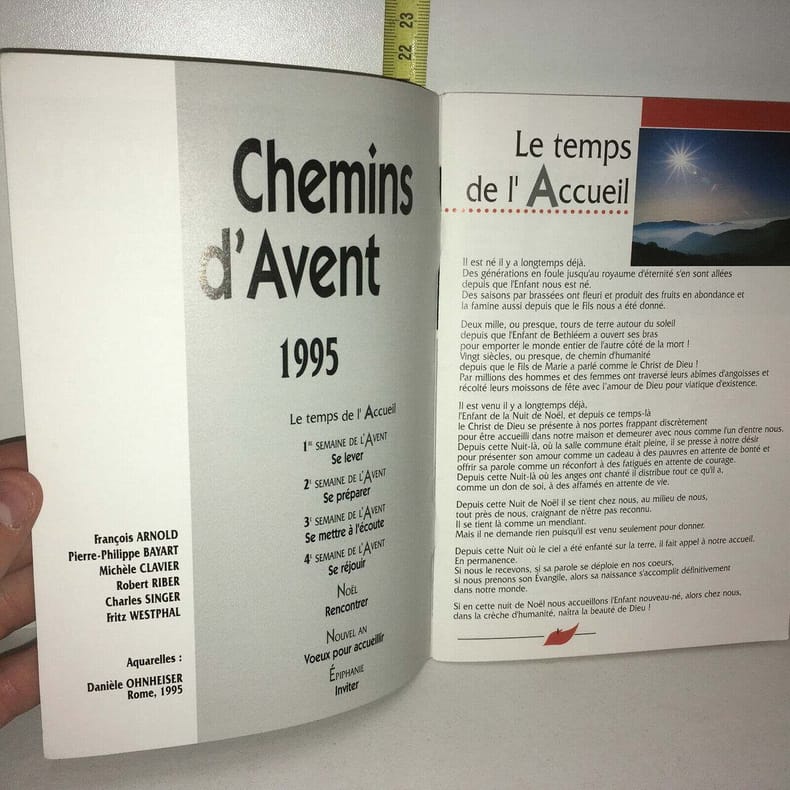 22 23
Chemins
d'Avent
1995
Le temps de l'Accueil
1re SEMAINE DE L'AVENT
Se lever
2e SEMAINE DE L'AVENT
Se préparer
3e SEMAINE DE L'AVENT
Se mettre à l'écoute
4e SEMAINE DE L'AVENT
Se réjouir
NOËL
Rencontrer
NOUVEL AN
Voeux pour accueillir
ÉPIPHANIE
Inviter
François ARNOLD
Pierre-Philippe BAYART
Michèle CLAVIER
Robert RIBER
Charles SINGER
Fritz WESTPHAL
Aquarelles :
Danièle OHNHEISER
Rome, 1995
Le temps
de l'Accueil
Il est né il y a longtemps déjà.
Des générations en foule jusqu'au royaume d'éternité s'en sont allées
depuis que l'Enfant nous est né.
Des saisons par brassées ont fleuri et produit des fruits en abondance et
la famine aussi depuis que le Fils nous a été donné.
Deux mille, ou presque, tours de terre autour du soleil
depuis que l'Enfant de Bethléem a ouvert ses bras
pour emporter le monde entier de l'autre côté de la mort !
Vingt siècles, ou presque, de chemin d'humanité
depuis que le Fils de Marie a parlé comme le Christ de Dieu !
Par millions des hommes et des femmes ont traversé leurs abîmes d'angoisses et
récolté leurs moissons de fête avec l'amour de Dieu pour viatique d'existence.
Il est venu il y a longtemps déjà,
l'Enfant de la Nuit de Noël, et depuis ce temps-là
le Christ de Dieu se présente à nos portes frappant discrètement
pour être accueilli dans notre maison et demeurer avec nous comme l'un d'entre nous.
Depuis cette Nuit-là, où la salle commune était pleine, il se presse à notre désir
pour présenter son amour comme un cadeau à des pauvres en attente de bonté et
offrir sa parole comme un réconfort à des fatigués en attente de courage.
Depuis cette Nuit-là où les anges ont chanté il distribue tout ce qu'il a,
comme un don de soi, à des affamés en attente de vie.
Depuis cette Nuit de Noël il se tient chez nous, au milieu de nous,
tout près de nous, craignant de n'être pas reconnu.
Il se tient là comme un mendiant.
Mais il ne demande rien puisqu'il est venu seulement pour donner.
Depuis cette Nuit où le ciel a été enfanté sur la terre, il fait appel à notre accueil.
En permanence.
Si nous le recevons, si sa parole se déploie en nos coeurs,
si nous prenons son Évangile, alors sa naissance s'accomplit définitivement
dans notre monde.
Si en cette nuit de Noël nous accueillons l'Enfant nouveau-né, alors chez nous,
dans la crèche d'humanité, naîtra la beauté de Dieu !